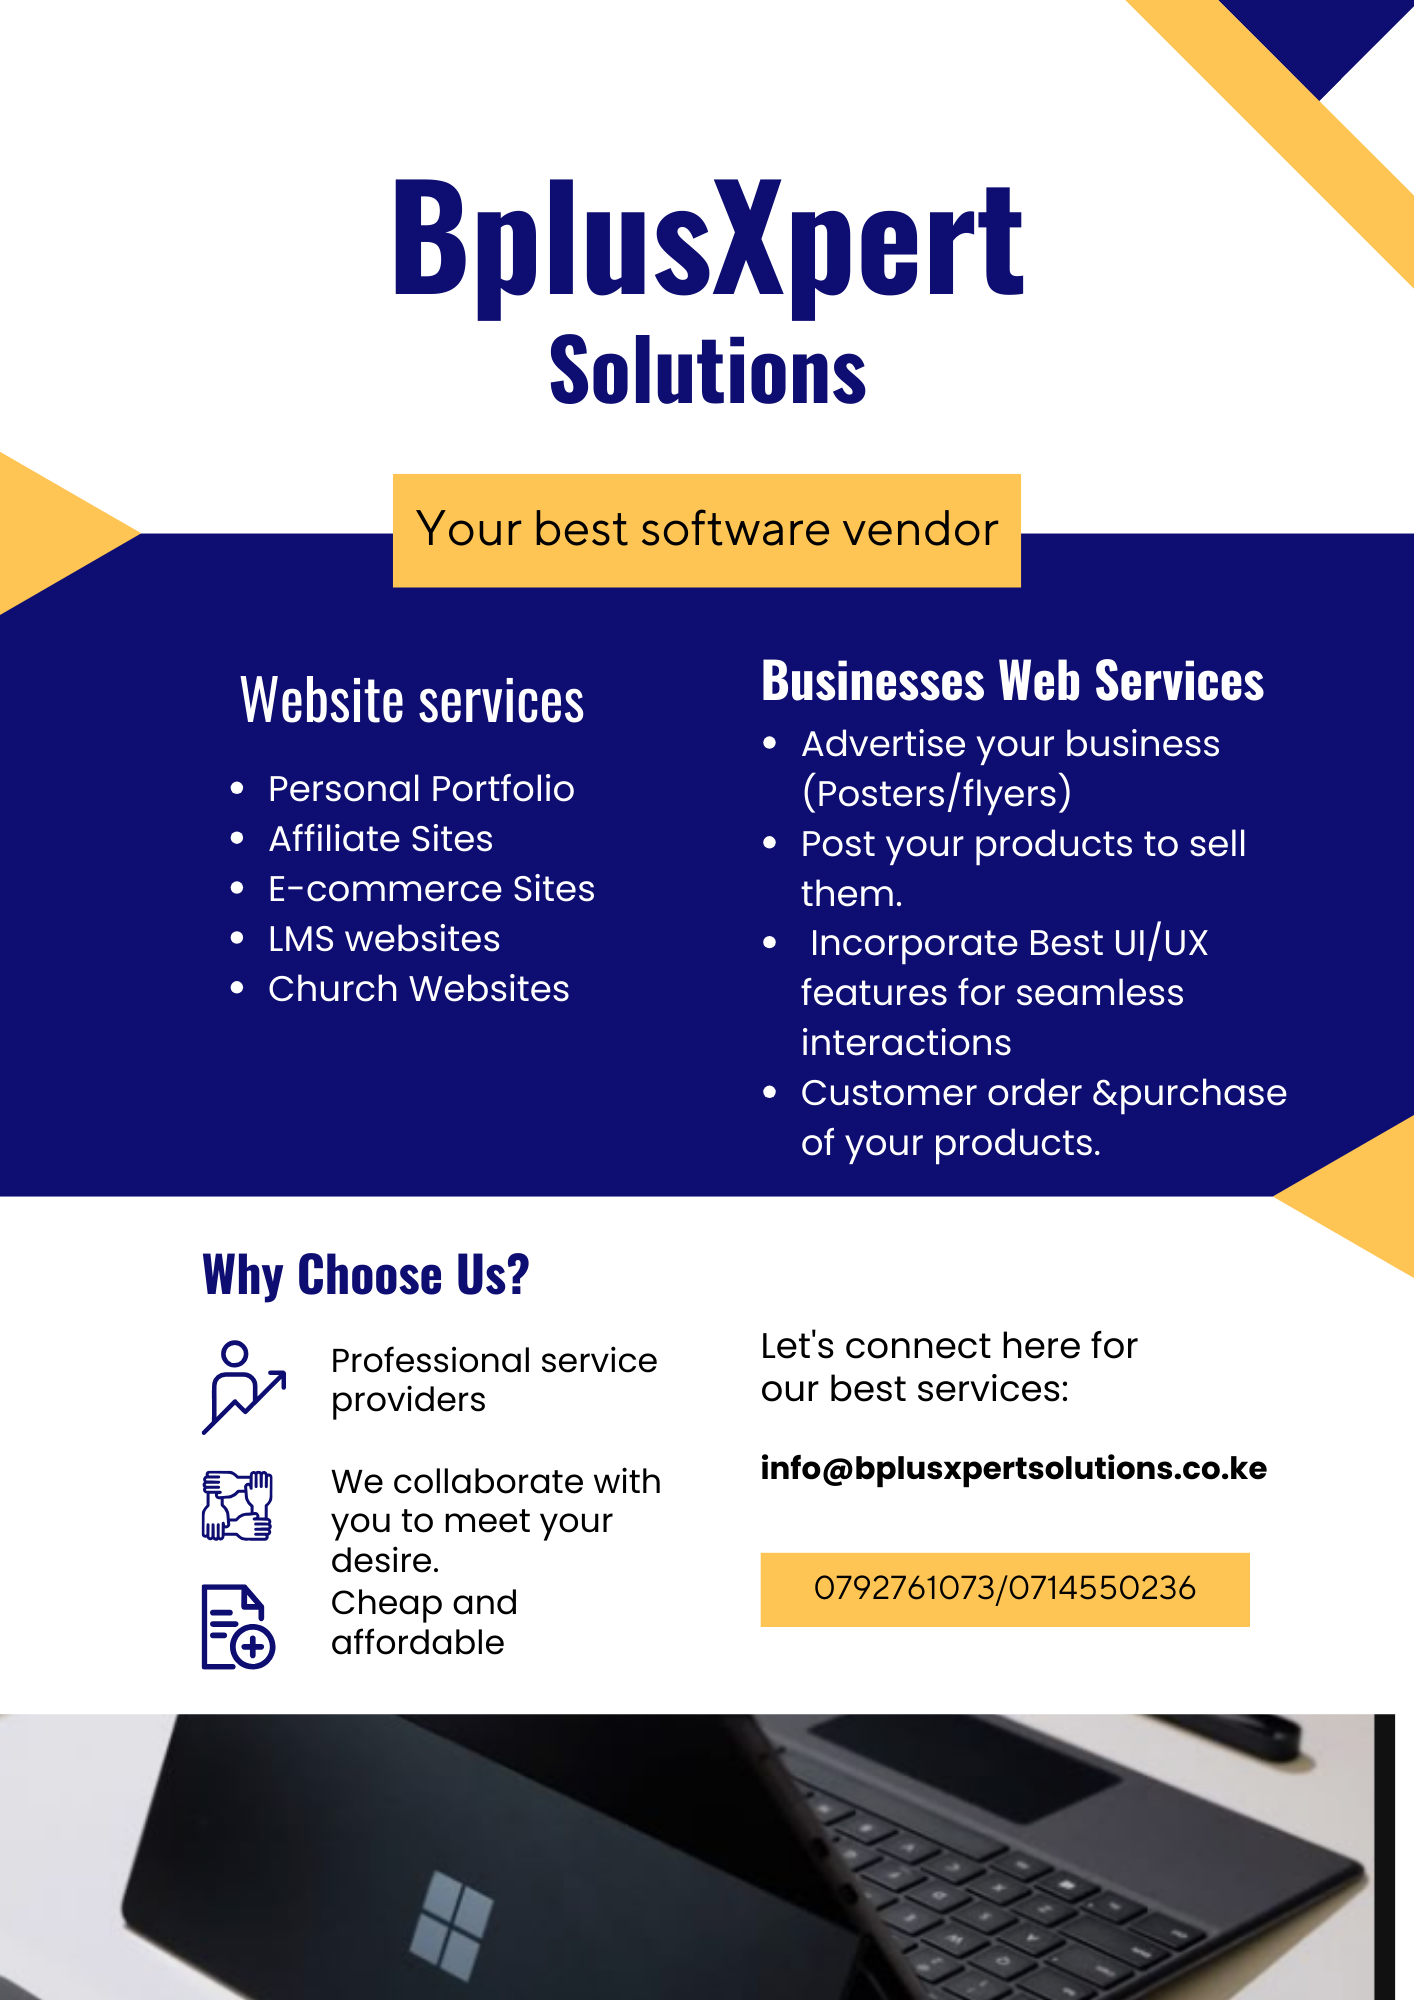 BplusXpert
Solutions
Your best software vendor
Website services
• Personal Portfolio
• Affiliate Sites
• E-commerce Sites
• LMS websites
• Church Websites
Businesses Web Services
• Advertise your business
(Posters/flyers)
• Post your products to sell
them.
• Incorporate Best UI/UX
features for seamless
interactions
• Customer order &purchase
of your products.
Why Choose Us?
Professional service
providers
We collaborate with
you to meet your
desire.
Cheap and
affordable
Let's connect here for
our best services:
info@bplusxpertsolutions.co.ke
0792761073/0714550236